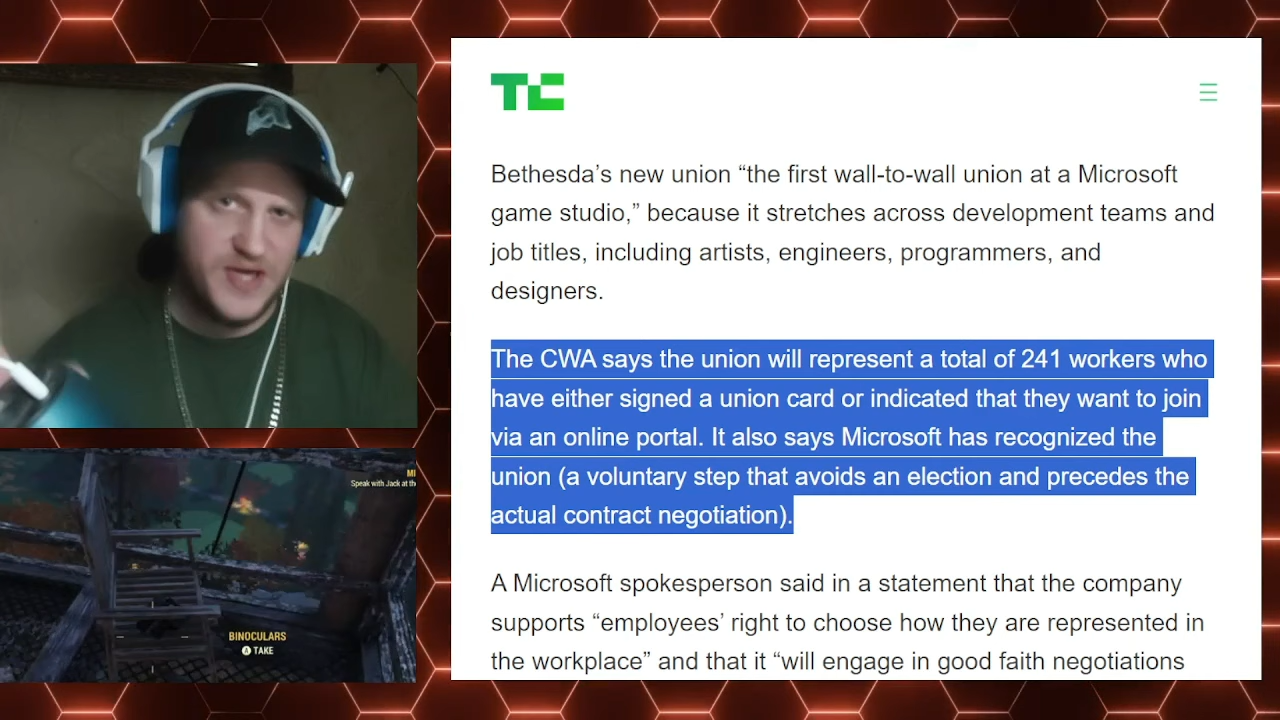 TC
Bethesda’s new union “the first wall-to-wall union at a Microsoft
game studio,” because it stretches across development teams and
job titles, including artists, engineers, programmers, and
designers.
The CWA says the union will represent a total of 241 workers who
have either signed a union card or indicated that they want to join
via an online portal. It also says Microsoft has recognized the
union (a voluntary step that avoids an election and precedes the
actual contract negotiation).
A Microsoft spokesperson said in a statement that the company
supports “employees’ right to choose how they are represented in
the workplace” and that it “will engage in good faith negotiations
Speak with Jack at
BINOCULARS
A TAKE